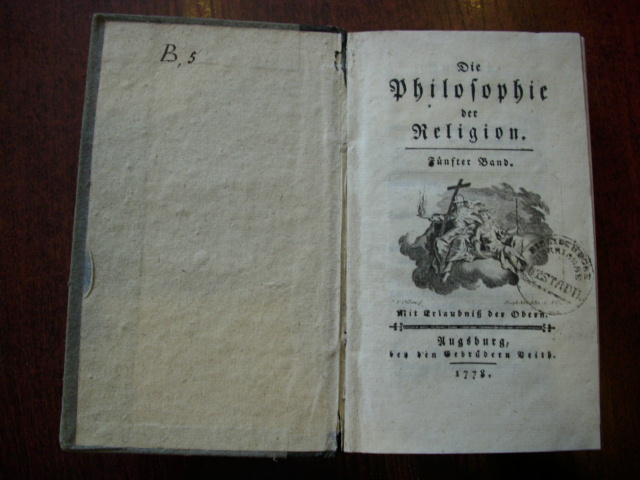 B, 5
Die
Philosophie
der
Religion.
Fünfter Band.
Mit Erlaubniß der Obern.
Augsburg,
bey den Gebrüdern Veith.
1778.